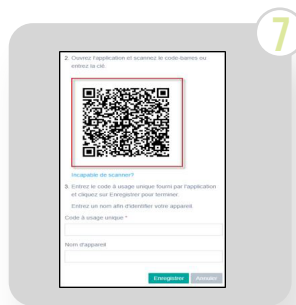 7
2. Ouvrez l'application et scannez le code-barres ou
entrez la clé.
Incapable de scanner?
3. Entrez le code à usage unique fourni par l'application
et cliquez sur Enregistrer pour terminer.
Entrez un nom afin d'identifier votre appareil.
Code à usage unique *
Nom d'appareil
Enregistrer Annuler